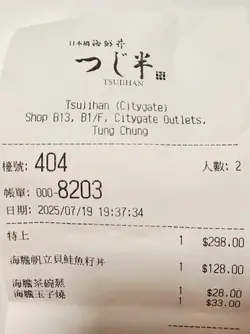 日本橋 海鮮丼
つじ半
TSUJIHAN
Tsujihan (Citygate)
Shop B13, B1/F, Citygate Outlets,
Tung Chung
檯號: 404 人數: 2
帳單: 000-8203
日期: 2025/07/19 19:37:34
特上 1 $298.00
海膽帆立貝鮭魚籽丼 1 $128.00
海膽茶碗蒸 1 $28.00
海膽玉子燒 1 $33.00